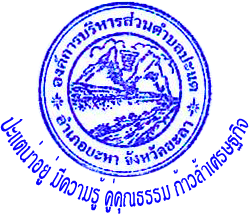 องค์การบริหารส่วนตำบลปะแต
อำเภอยะหา จังหวัดยะลา
ปะแตน่าอยู่ มีความรู้ คู่คุณธรรม ก้าวล้ำเศรษฐกิจ